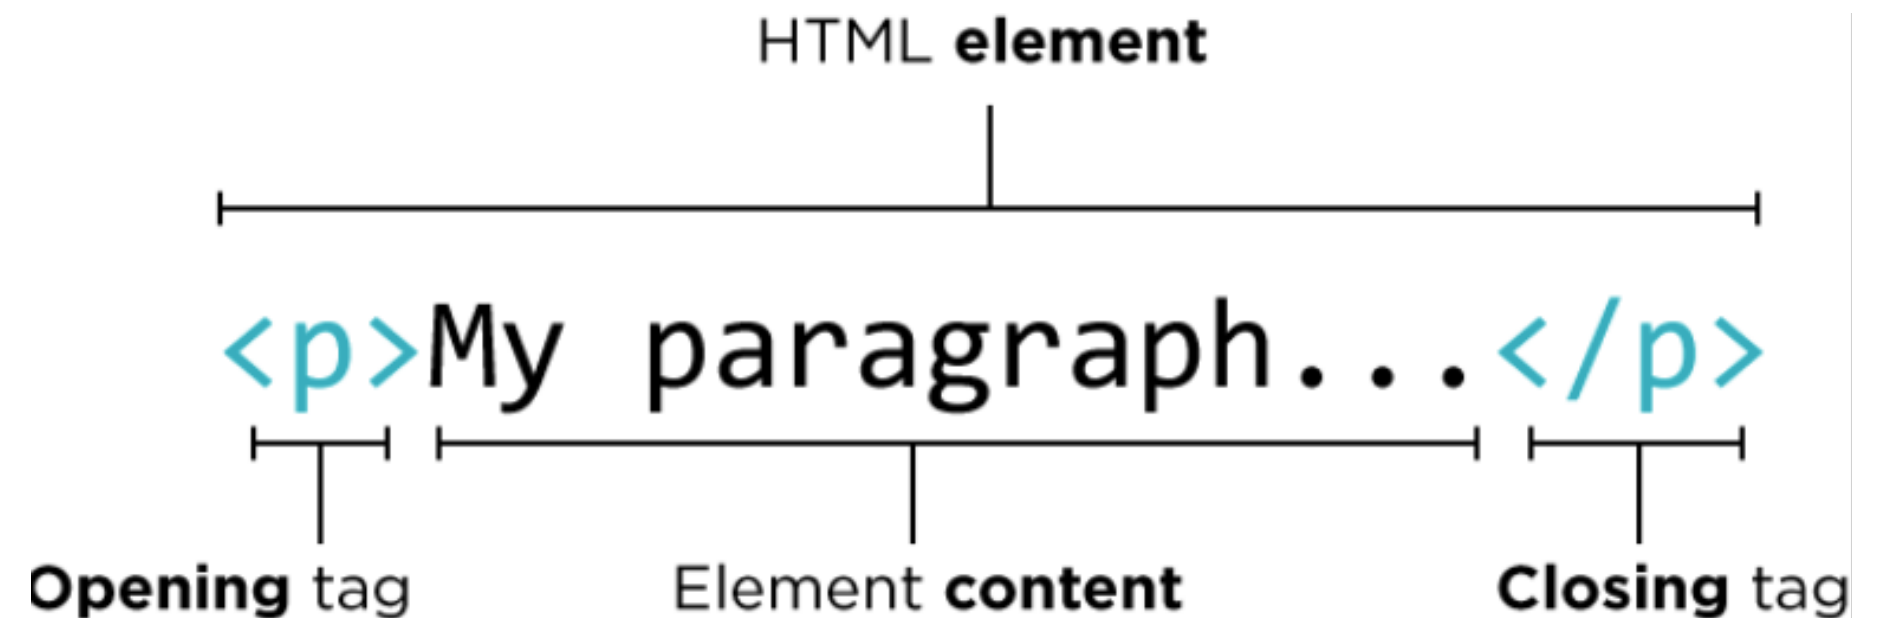 HTML element
<p>My paragraph...</p>
Opening tag
Element content
Closing tag